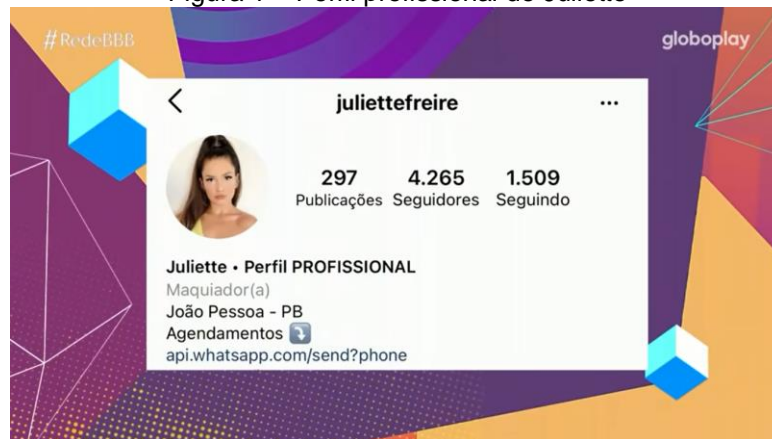 #RedeBBB
globoplay
juliettefreire
...
297 4.265 1.509
Publicações Seguidores Seguindo
Juliette • Perfil PROFISSIONAL
Maquiador(a)
João Pessoa - PB
Agendamentos ⤵️
api.whatsapp.com/send?phone